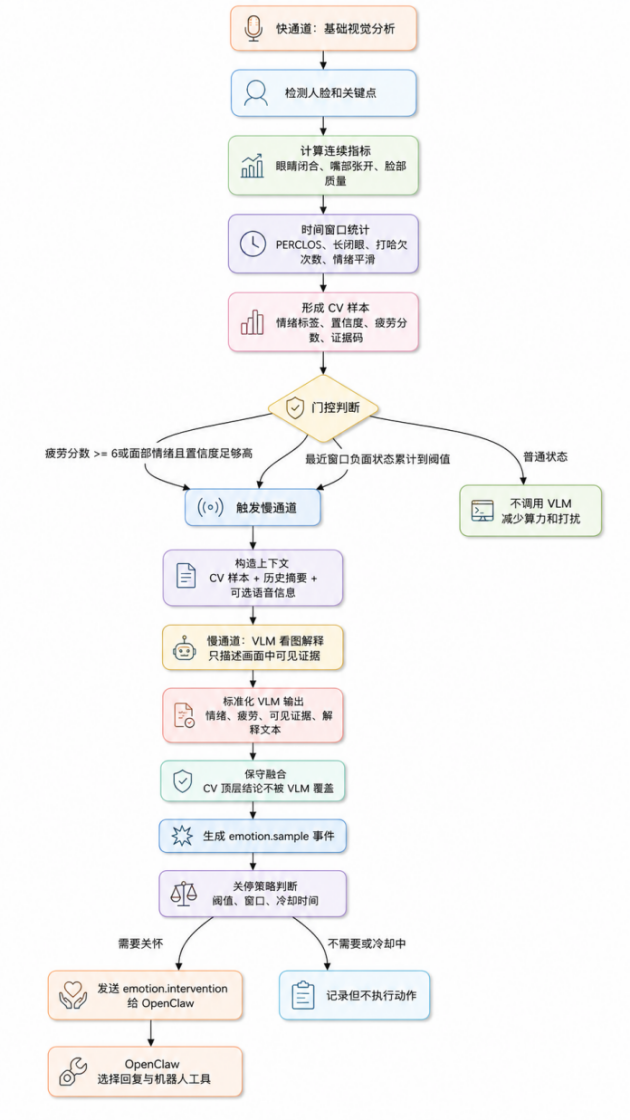 快通道：基础视觉分析
检测人脸和关键点
计算连续指标
眼睛闭合、嘴部张开、脸部
质量
时间窗口统计
PERCLOS、长闭眼、打哈欠
次数、情绪平滑
形成 CV 样本
情绪标签、置信度、疲劳分
数、证据码
门控判断
疲劳分数 >= 6或面部情绪且置信度足够高
最近窗口负面状态累计到阈值
普通状态
触发慢通道
不调用 VLM
减少算力和打扰
构造上下文
CV 样本 + 历史摘要 +
可选语音信息
慢通道：VLM 看图解释
只描述画面中可见证据
标准化 VLM 输出
情绪、疲劳、可见证据、解
释文本
保守融合
CV 顶层结论不被 VLM 覆盖
生成 emotion.sample 事件
关停策略判断
阈值、窗口、冷却时间
需要关怀
不需要或冷却中
发送 emotion.intervention
给 OpenClaw
记录但不执行动作
OpenClaw
选择回复与机器人工具